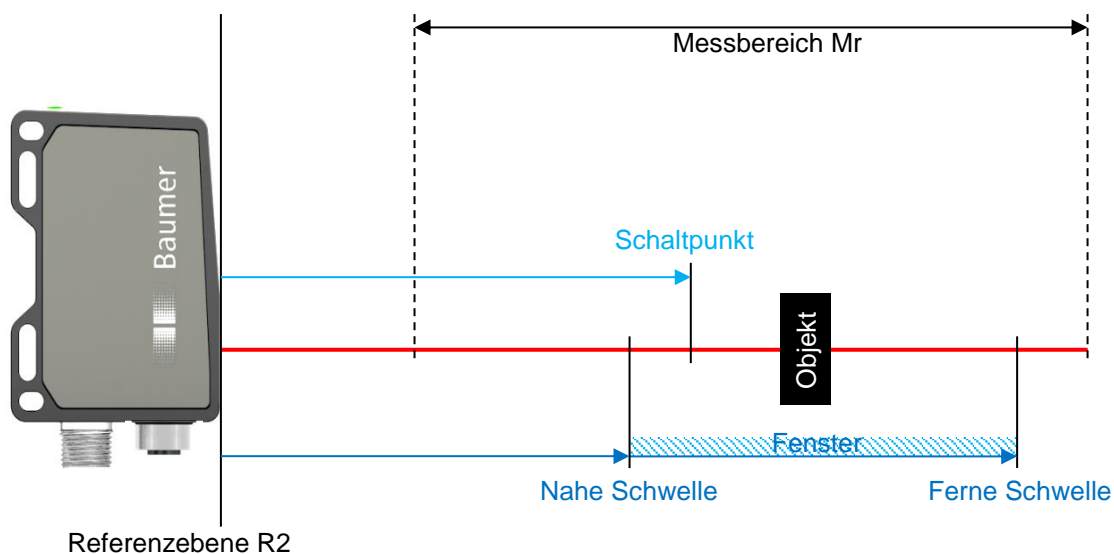 Messbereich Mr
Baumer
Schaltpunkt
Objekt
Fenster
Nahe Schwelle
Ferne Schwelle
Referenzebene R2